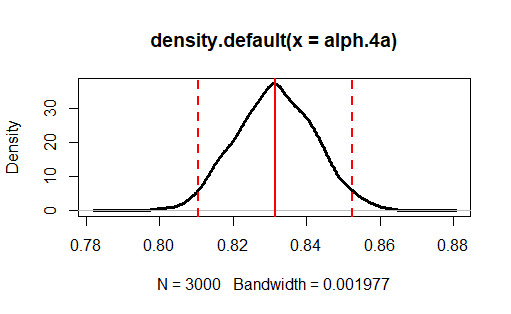 density.default(x = alph.4a)
Density
0 10 20 30
0.78 0.80 0.82 0.84 0.86 0.88
N = 3000 Bandwidth = 0.001977